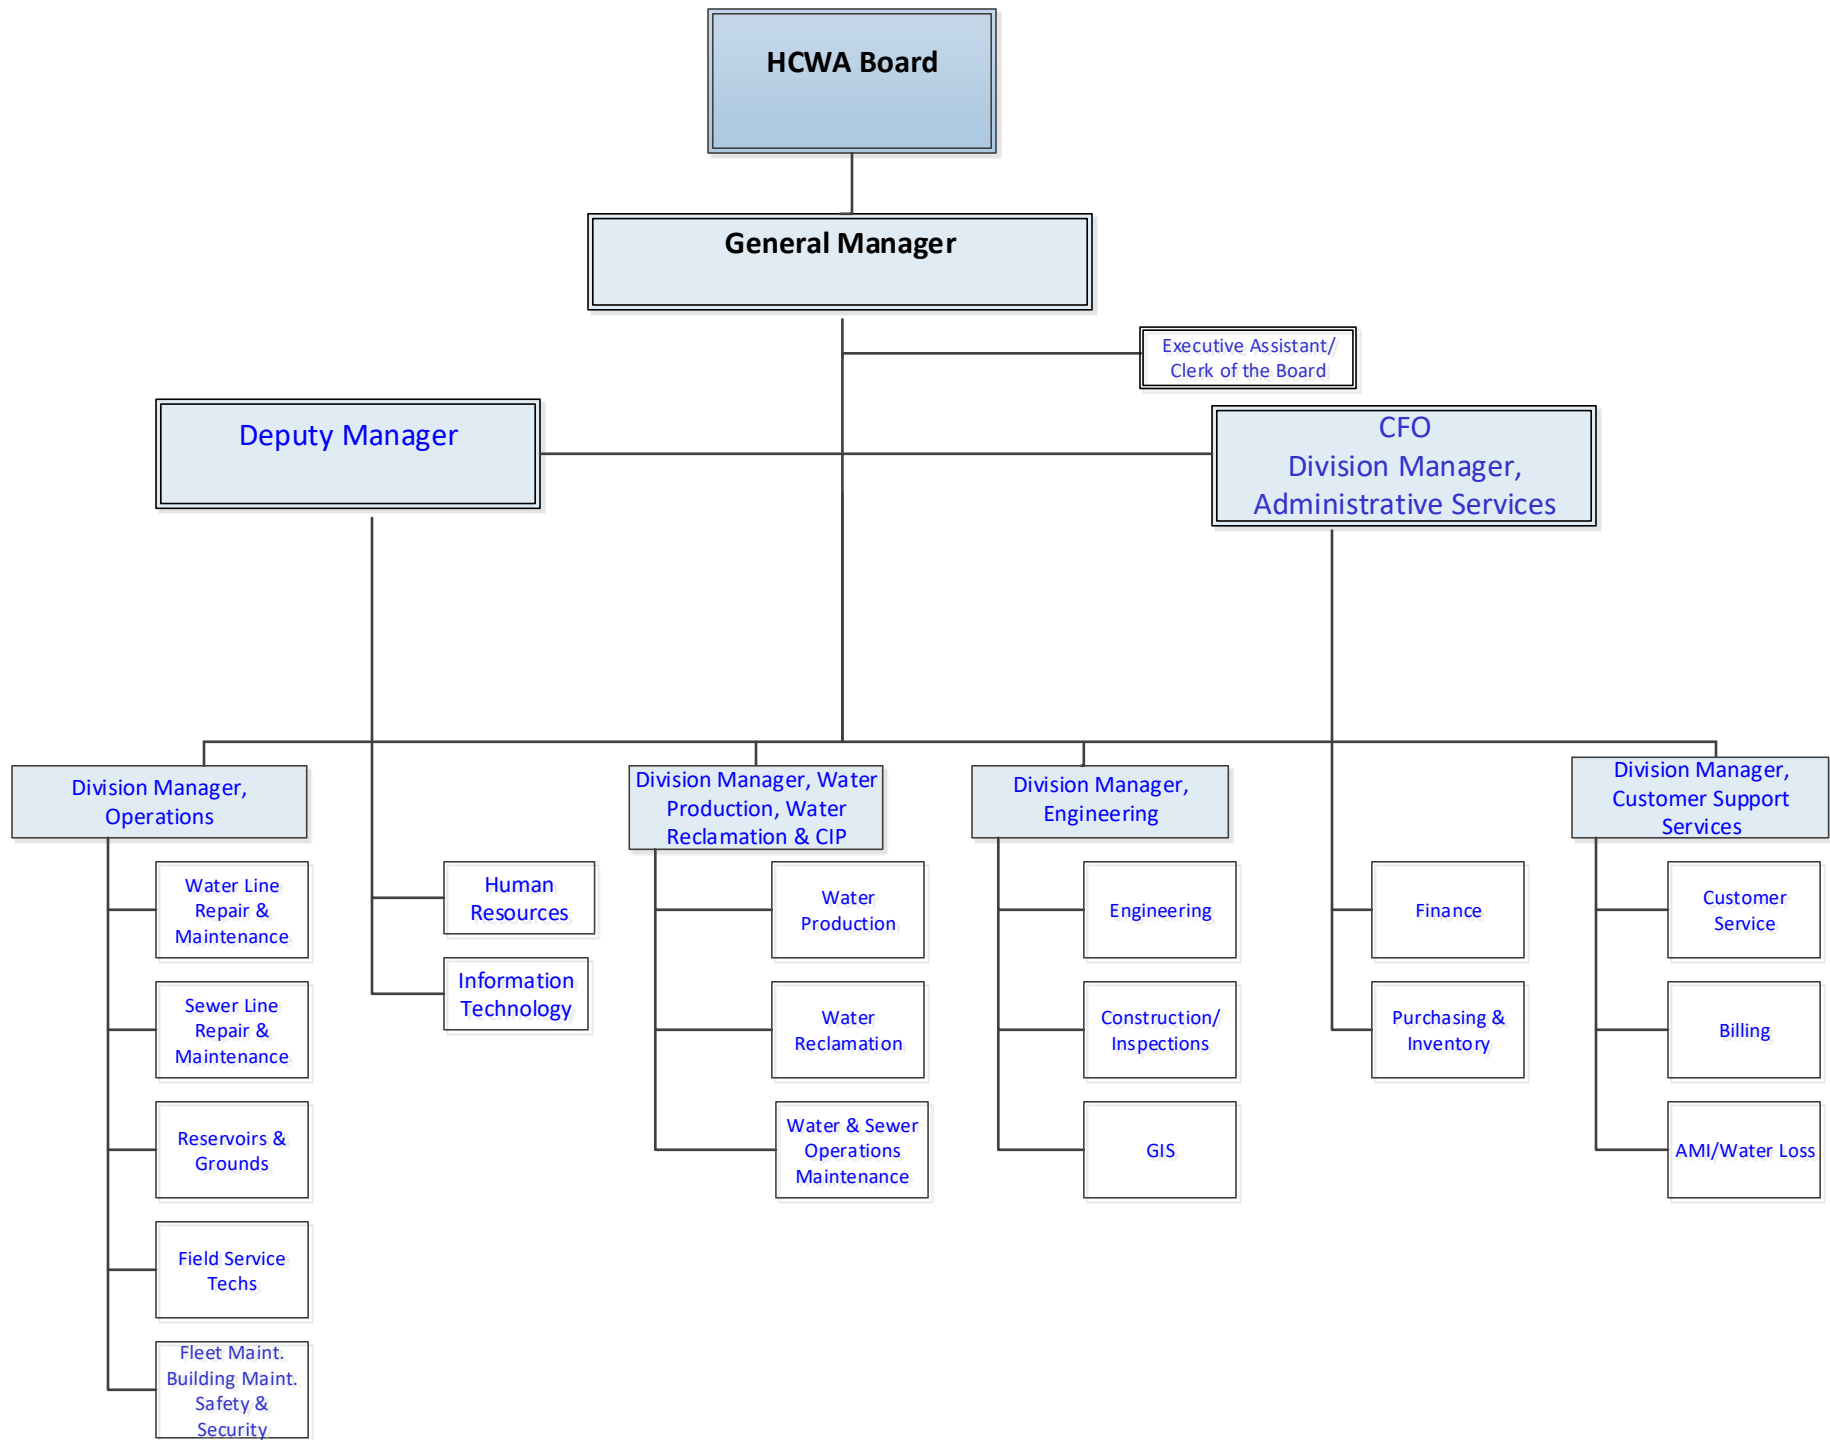 HCWA Board
General Manager
Executive Assistant/
Clerk of the Board
Deputy Manager
CFO
Division Manager,
Administrative Services
Division Manager,
Operations
Water Line
Repair &
Maintenance
Sewer Line
Repair &
Maintenance
Reservoirs &
Grounds
Field Service
Techs
Fleet Maint.
Building Maint.
Safety &
Security
Human
Resources
Information
Technology
Division Manager, Water
Production, Water
Reclamation & CIP
Water
Production
Water
Reclamation
Water & Sewer
Operations
Maintenance
Division Manager,
Engineering
Engineering
Construction/
Inspections
GIS
Finance
Purchasing &
Inventory
Division Manager,
Customer Support
Services
Customer
Service
Billing
AMI/Water Loss